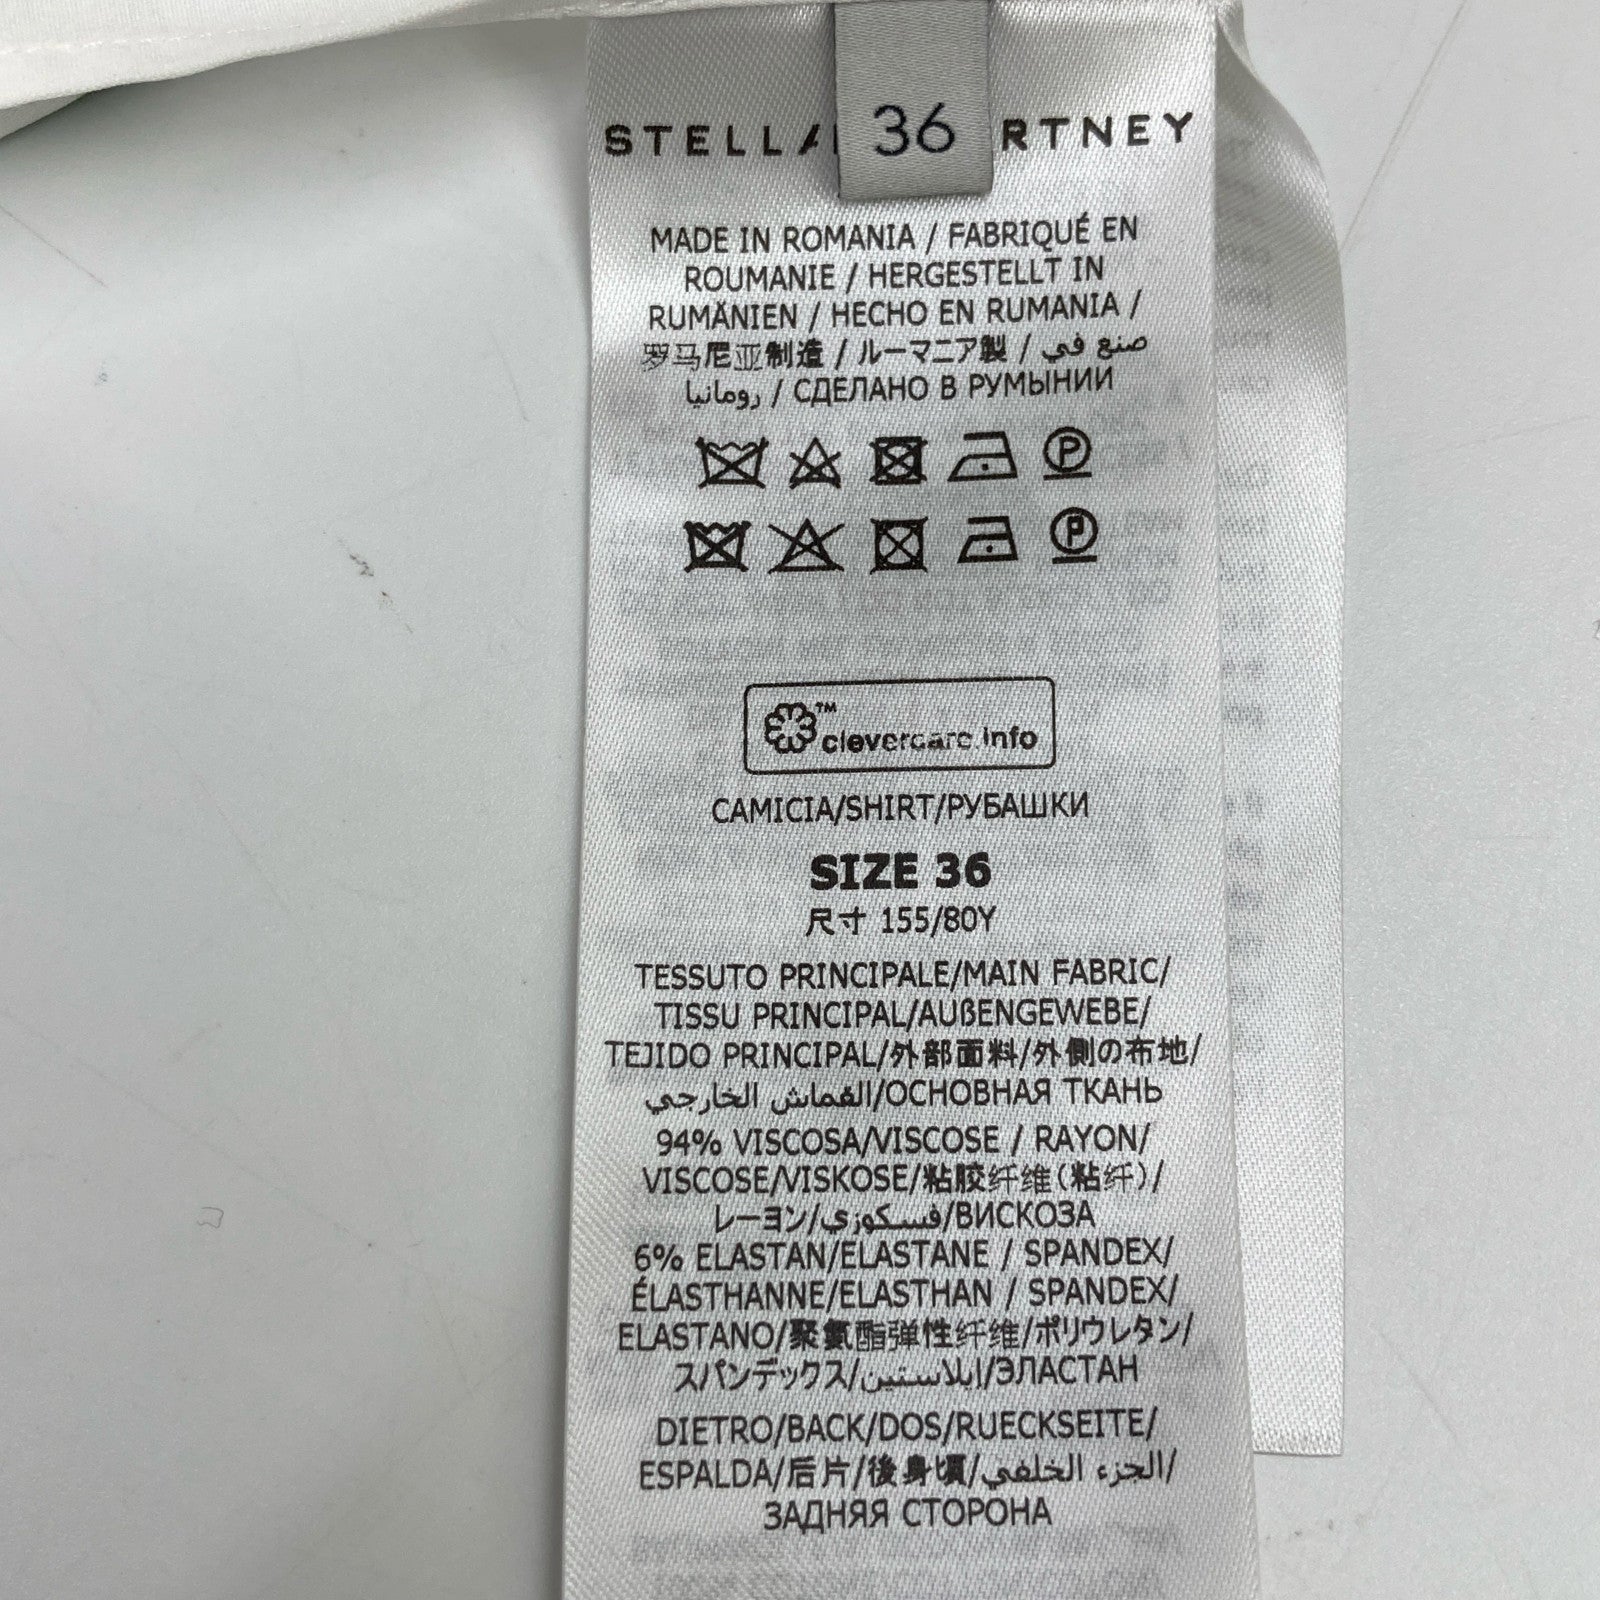 36
STELLA RTNEY
MADE IN ROMANIA / FABRIQUÉ EN
ROUMANIE / HERGESTELLT IN
RUMÄNIEN / HECHO EN RUMANIA /
罗马尼亚制造 / ルーマニア製 / صنع في
رومانيا / СДЕЛАНО В РУМЫНИИ
P
P
™
clevercare.info
CAMICIA/SHIRT/РУБАШКИ
SIZE 36
尺寸 155/80Y
TESSUTO PRINCIPALE/MAIN FABRIC/
TISSU PRINCIPAL/AUßENGEWEBE/
TEJIDO PRINCIPAL/外部面料/外側の布地/
القماش الخارجي/ОСНОВНАЯ ТКАНЬ
94% VISCOSA/VISCOSE / RAYON/
VISCOSE/VISKOSE/粘胶纤维(粘纤)/
レーヨン/فسكوزي/ВИСКОЗА
6% ELASTAN/ELASTANE / SPANDEX/
ÉLASTHANNE/ELASTHAN / SPANDEX/
ELASTANO/聚氨酯弹性纤维/ポリウレタン/
スパンデックス/إيلاستين/ЭЛАСТАН
DIETRO/BACK/DOS/RUECKSEITE/
ESPALDA/后片/後身頃/الجزء الخلفي/
ЗАДНЯЯ СТОРОНА